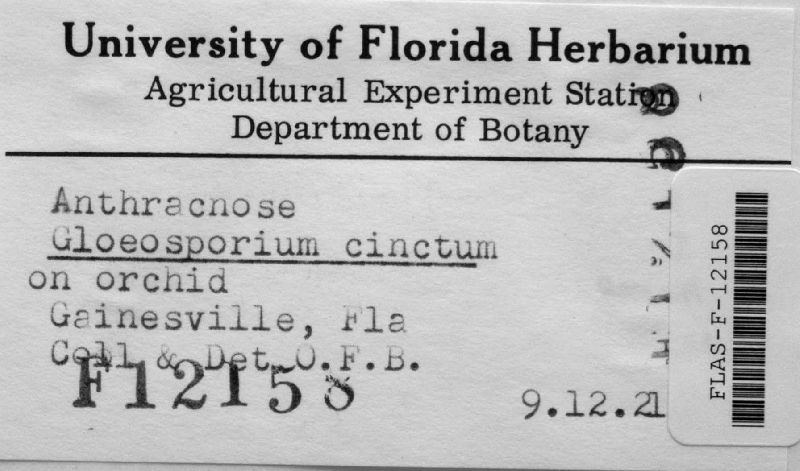 University of Florida Herbarium
Agricultural Experiment Station
Department of Botany
Anthracnose
Gloeosporium cinctum
on orchid
Gainesville, Fla
Coll & Det O.F.B.
F12158
9.12.21
FLAS-F-12158